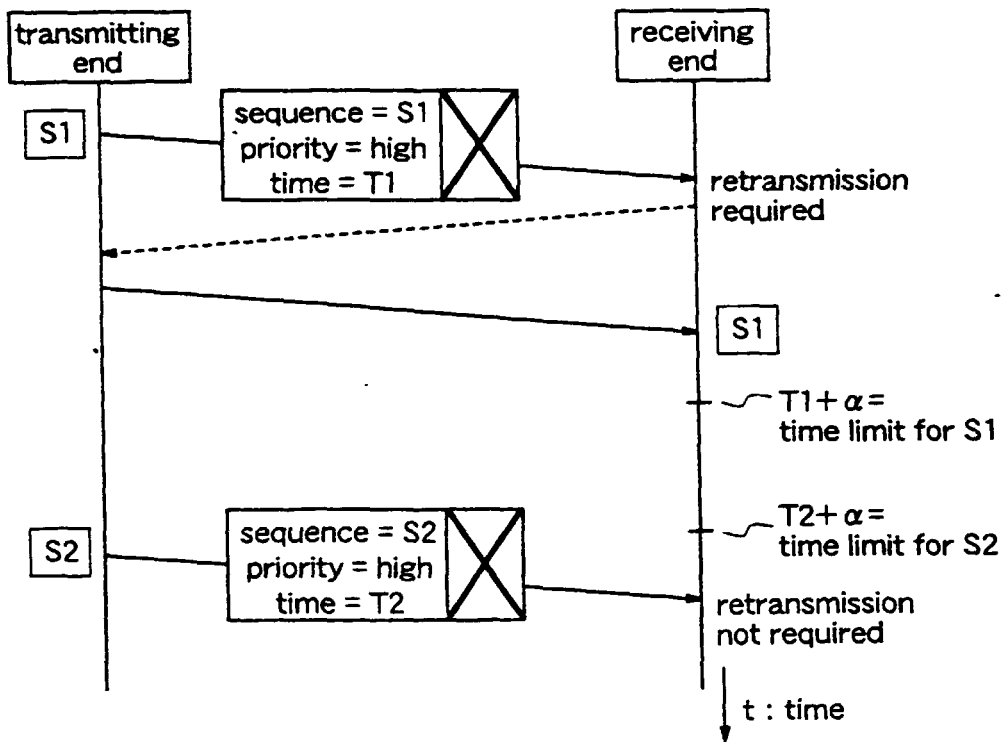 transmitting
end
receiving
end
S1
sequence = S1
priority = high
time = T1
retransmission
required
S1
T1+ α=
time limit for S1
T2+ α=
time limit for S2
S2
sequence = S2
priority = high
time = T2
retransmission
not required
t : time